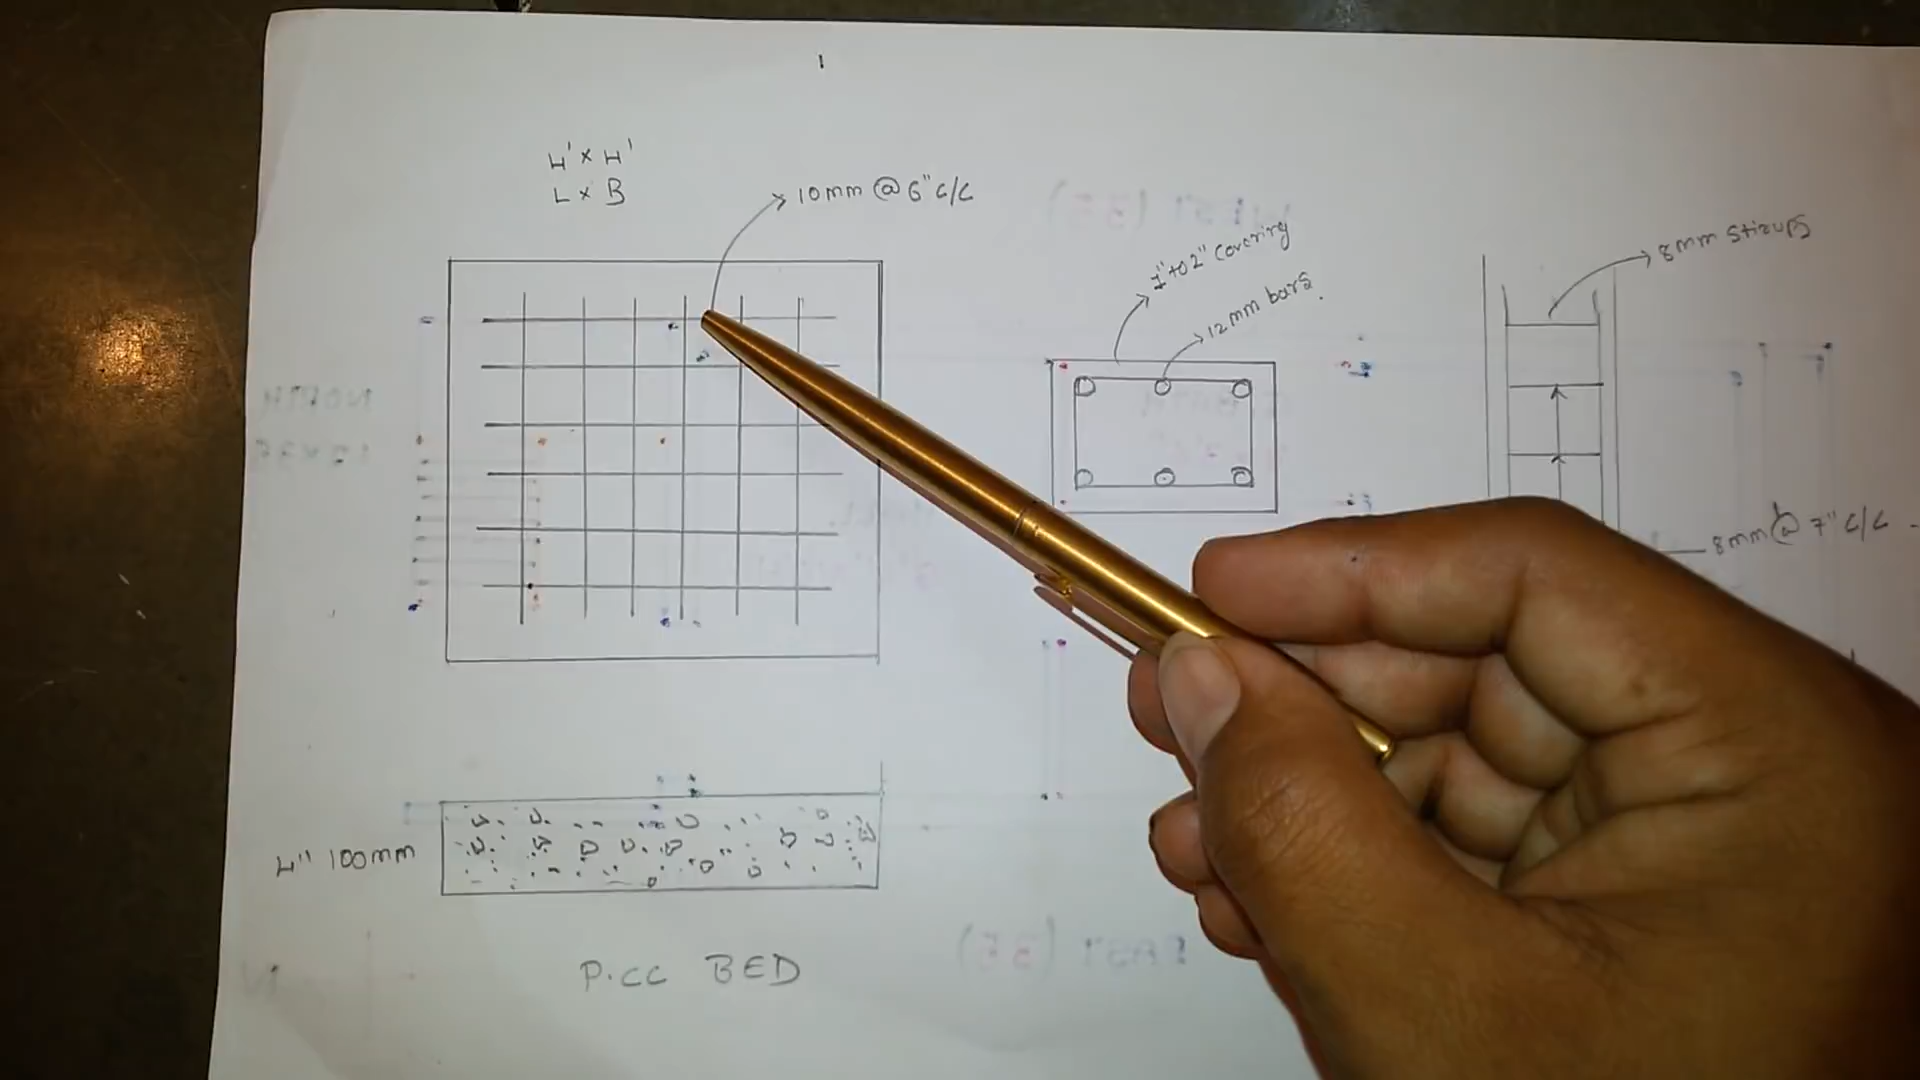 4' x 4'
L x B
10mm @ 6" c/c
1" to 2" covering
12mm bars.
8mm stirups
8mm @ 7" c/c
4" 100mm
P.CC BED